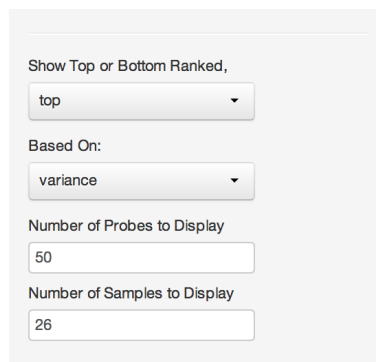 Show Top or Bottom Ranked,
top
Based On:
variance
Number of Probes to Display
50
Number of Samples to Display
26